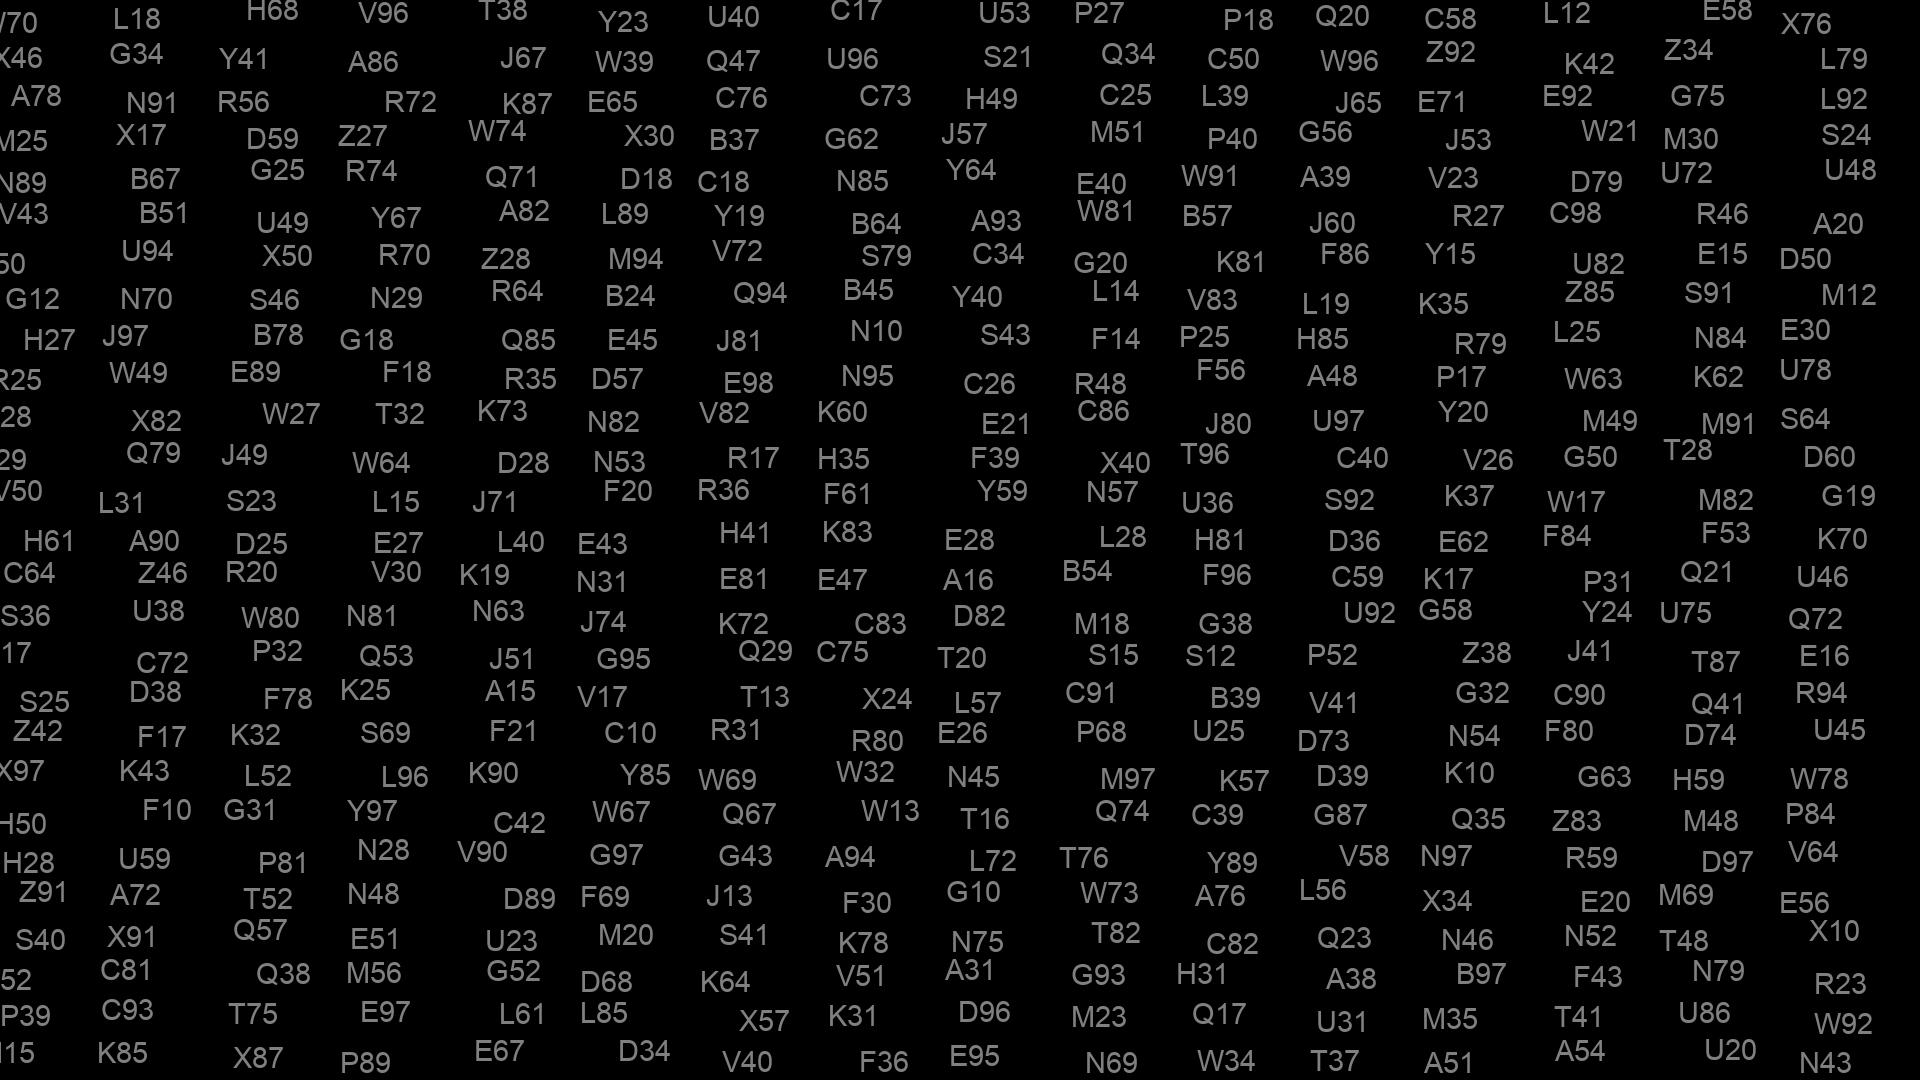 L18 H68 V96 T38 Y23 U40 C17 U53 P27 P18 Q20 C58 L12 E58 X76
X46 G34 Y41 A86 J67 W39 Q47 U96 S21 Q34 C50 W96 Z92 K42 Z34 L79
A78 N91 R56 R72 K87 E65 C76 C73 H49 C25 L39 J65 E71 E92 G75 L92
M25 X17 D59 Z27 W74 X30 B37 G62 J57 M51 P40 G56 J53 W21 M30 S24
N89 B67 G25 R74 Q71 D18 C18 N85 Y64 E40 W91 A39 V23 D79 U72 U48
V43 B51 U49 Y67 A82 L89 Y19 B64 A93 W81 B57 J60 R27 C98 R46 A20
50 U94 X50 R70 Z28 M94 V72 S79 C34 G20 K81 F86 Y15 U82 E15 D50
G12 N70 S46 N29 R64 B24 Q94 B45 Y40 L14 V83 L19 K35 Z85 S91 M12
H27 J97 B78 G18 Q85 E45 J81 N10 S43 F14 P25 H85 R79 L25 N84 E30
R25 W49 E89 F18 R35 D57 E98 N95 C26 R48 F56 A48 P17 W63 K62 U78
28 X82 W27 T32 K73 N82 V82 K60 E21 C86 J80 U97 Y20 M49 M91 S64
29 Q79 J49 W64 D28 N53 R17 H35 F39 X40 T96 C40 V26 G50 T28 D60
V50 L31 S23 L15 J71 F20 R36 F61 Y59 N57 U36 S92 K37 W17 M82 G19
H61 A90 D25 E27 L40 E43 H41 K83 E28 L28 H81 D36 E62 F84 F53 K70
C64 Z46 R20 V30 K19 N31 E81 E47 A16 B54 F96 C59 K17 P31 Q21 U46
S36 U38 W80 N81 N63 J74 K72 C83 D82 M18 G38 U92 G58 Y24 U75 Q72
17 C72 P32 Q53 J51 G95 Q29 C75 T20 S15 S12 P52 Z38 J41 T87 E16
S25 D38 F78 K25 A15 V17 T13 X24 L57 C91 B39 V41 G32 C90 Q41 R94
Z42 F17 K32 S69 F21 C10 R31 R80 E26 P68 U25 D73 N54 F80 D74 U45
X97 K43 L52 L96 K90 Y85 W69 W32 N45 M97 K57 D39 K10 G63 H59 W78
H50 F10 G31 Y97 C42 W67 Q67 W13 T16 Q74 C39 G87 Q35 Z83 M48 P84
H28 U59 P81 N28 V90 G97 G43 A94 L72 T76 Y89 V58 N97 R59 D97 V64
Z91 A72 T52 N48 D89 F69 J13 F30 G10 W73 A76 L56 X34 E20 M69 E56
S40 X91 Q57 E51 U23 M20 S41 K78 N75 T82 C82 Q23 N46 N52 T48 X10
52 C81 Q38 M56 G52 D68 K64 V51 A31 G93 H31 A38 B97 F43 N79 R23
P39 C93 T75 E97 L61 L85 X57 K31 D96 M23 Q17 U31 M35 T41 U86 W92
15 K85 X87 P89 E67 D34 V40 F36 E95 N69 W34 T37 A51 A54 U20 N43